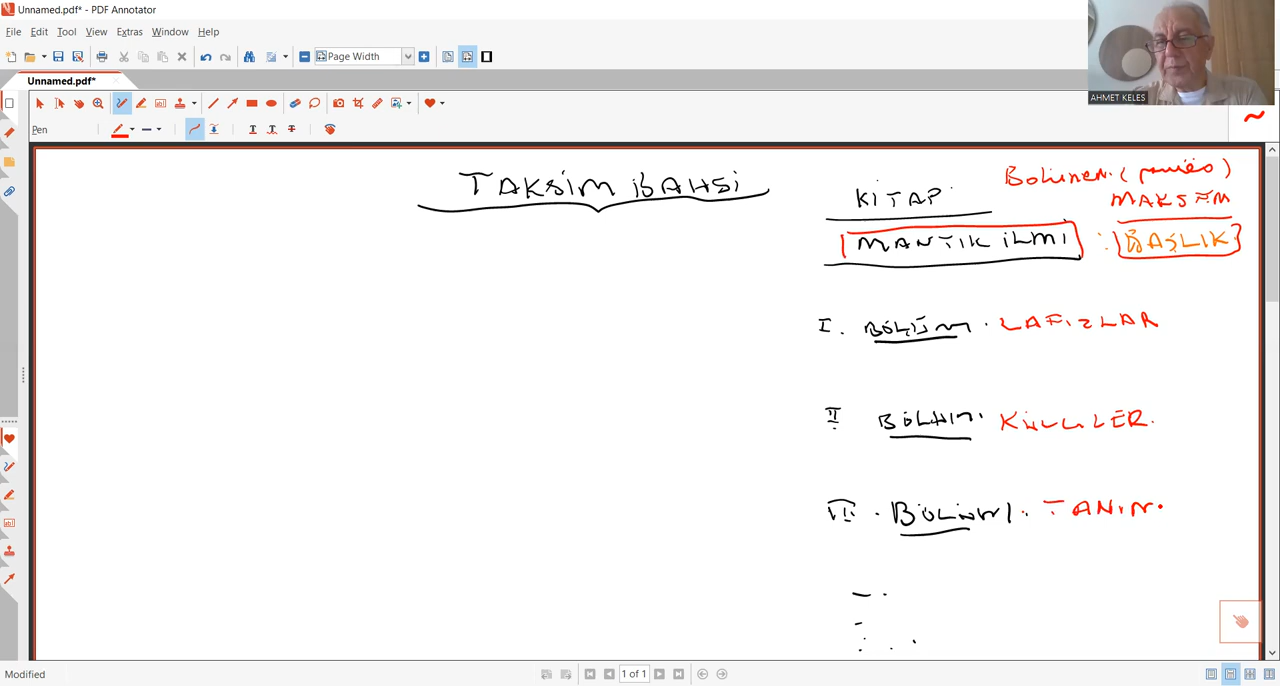 Unnamed.pdf* - PDF Annotator
File Edit Tool View Extras Window Help
Page Width
Unnamed.pdf*
Pen
AHMET KELES
TAKSİM BAHSİ
KİTAP
Bölünen (
MAKSEM
MANTIK İLMİ : BAŞLIK
I. BÖLÜM. LAFIZLAR
II BÖLÜM. KÜLLİLER.
III. BÖLÜM. TANIM.
Modified
1 of 1